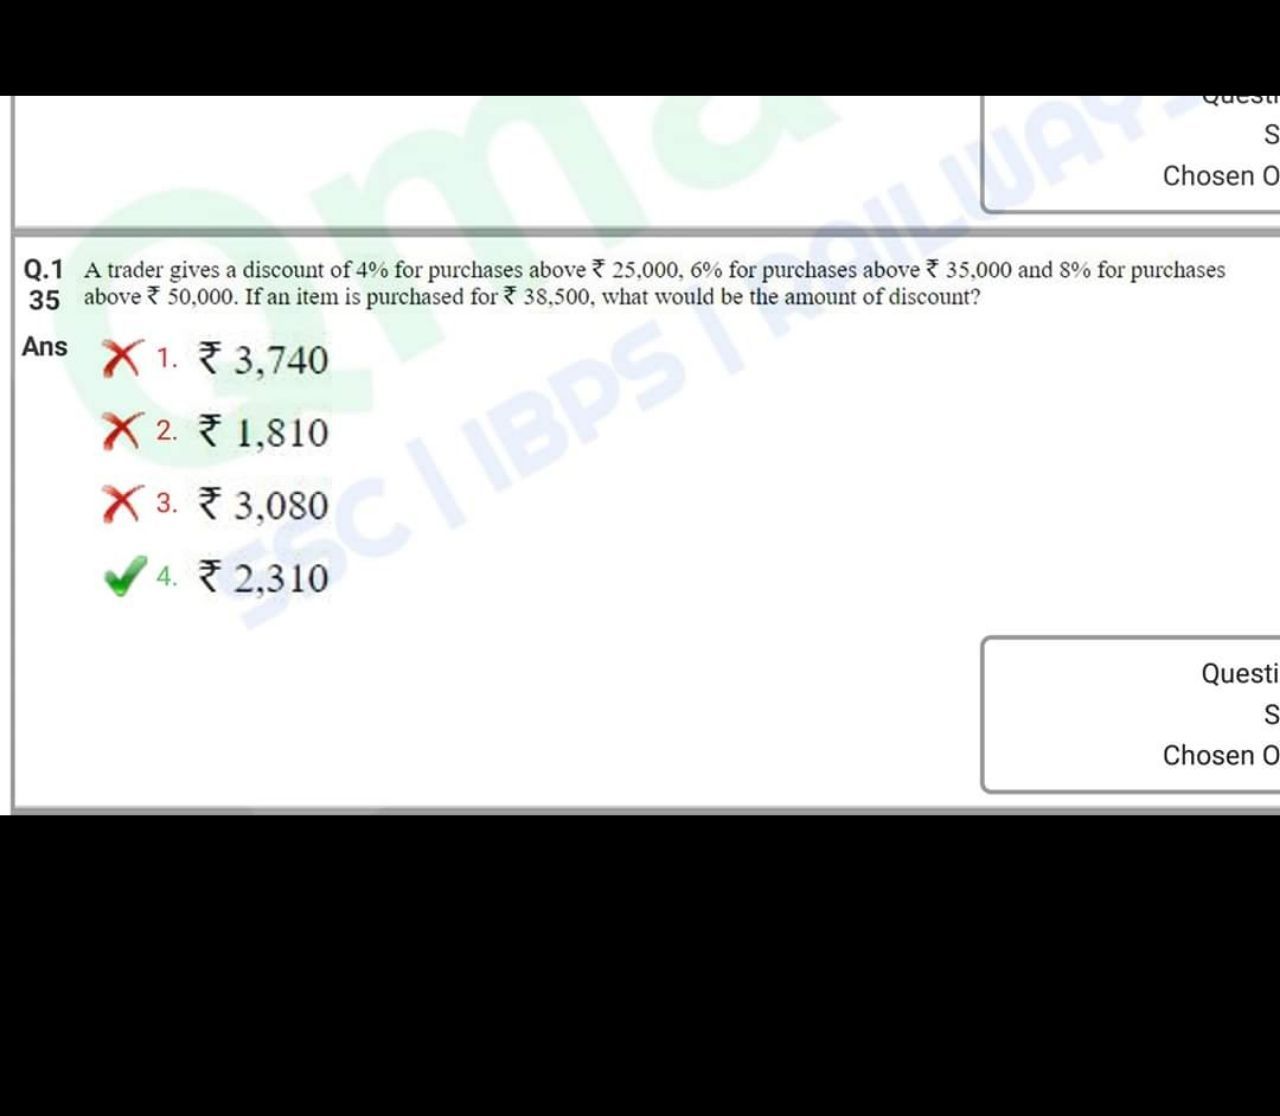 Questi
S
Chosen O
Q.1 A trader gives a discount of 4% for purchases above ₹ 25,000, 6% for purchases above ₹ 35,000 and 8% for purchases
35 above ₹ 50,000. If an item is purchased for ₹ 38,500, what would be the amount of discount?
Ans
1. ₹ 3,740
2. ₹ 1,810
3. ₹ 3,080
4. ₹ 2,310
SSC | IBPS | RAILWAYS
Questi
S
Chosen O